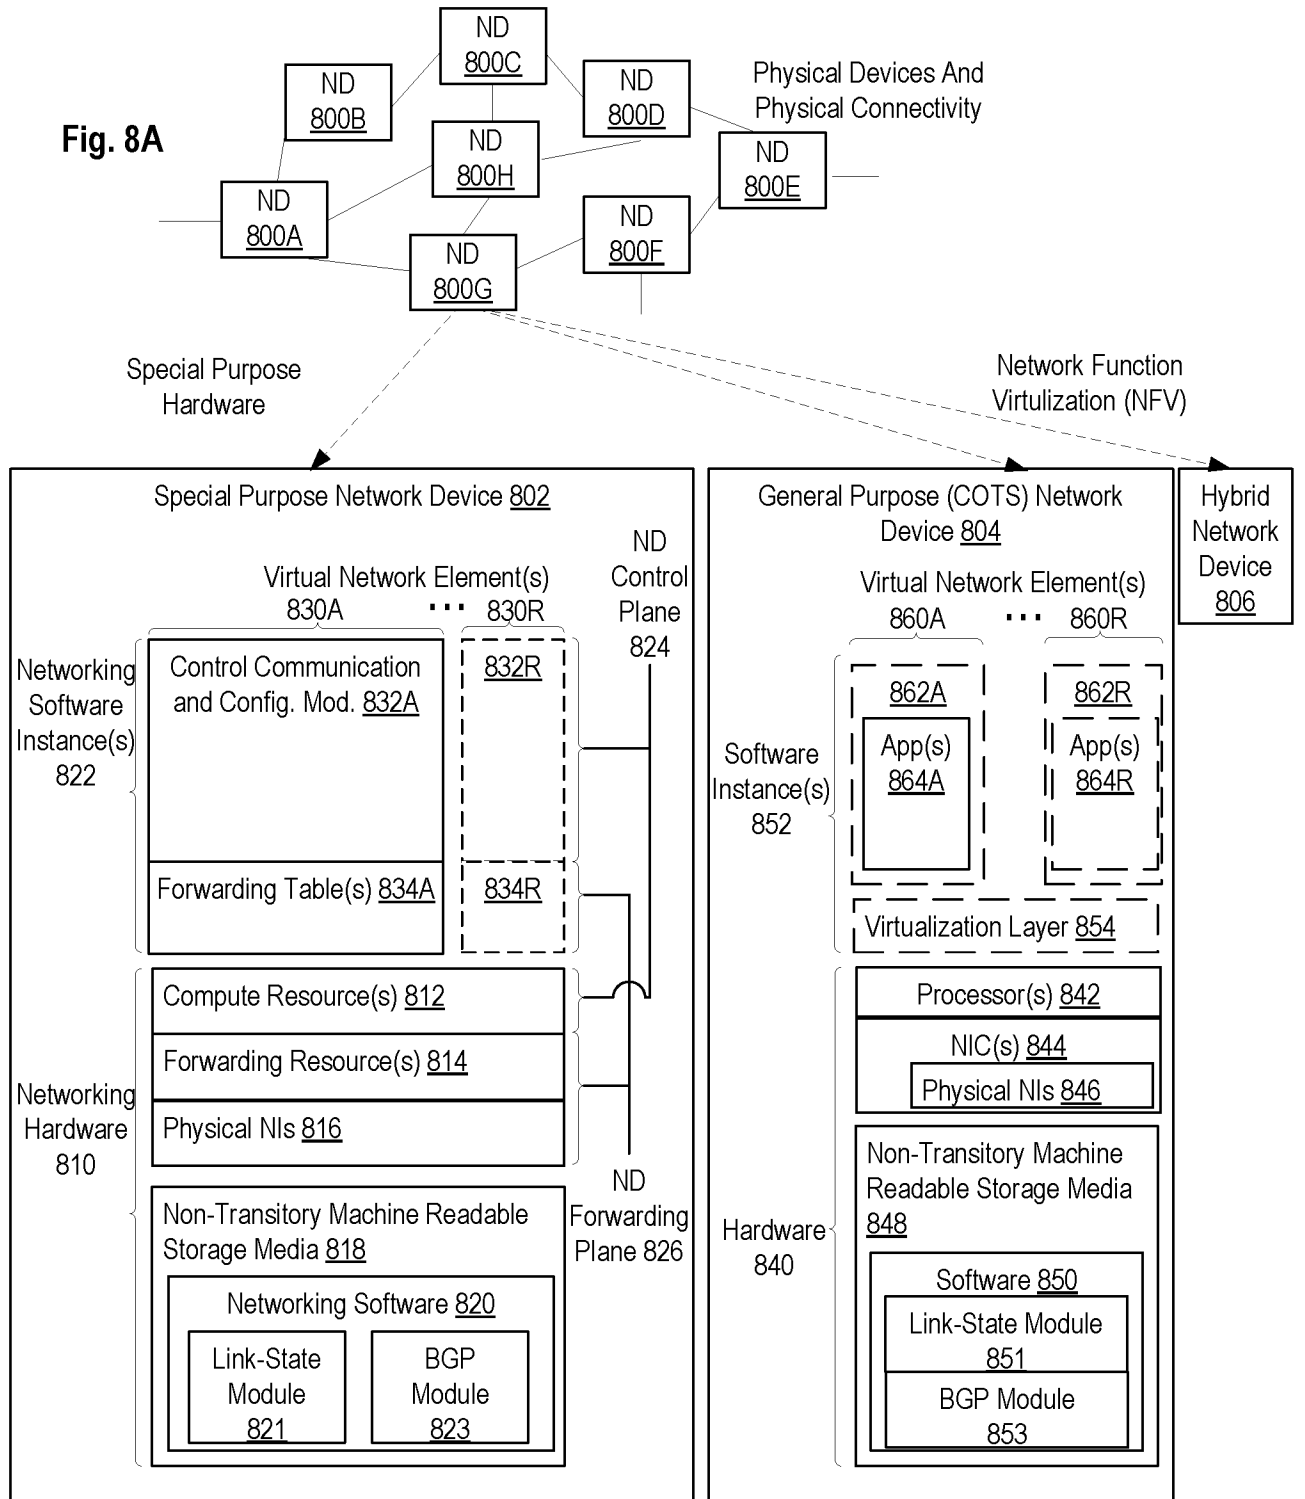 Fig. 8A
ND
800C
ND
800B
ND
800D
Physical Devices And
Physical Connectivity
ND
800H
ND
800E
ND
800A
ND
800F
ND
800G
Special Purpose
Hardware
Network Function
Virtulization (NFV)
Special Purpose Network Device 802
ND
Control
Plane
824
Virtual Network Element(s)
830A
...
830R
Networking
Software
Instance(s)
822
Control Communication
and Config. Mod. 832A
832R
Forwarding Table(s) 834A
834R
Networking
Hardware
810
Compute Resource(s) 812
Forwarding Resource(s) 814
Physical NIs 816
ND
Forwarding
Plane 826
Non-Transitory Machine Readable
Storage Media 818
Networking Software 820
Link-State
Module
821
BGP
Module
823
General Purpose (COTS) Network
Device 804
Virtual Network Element(s)
860A
...
860R
Software
Instance(s)
852
862A
App(s)
864A
862R
App(s)
864R
Virtualization Layer 854
Hardware
840
Processor(s) 842
NIC(s) 844
Physical NIs 846
Non-Transitory Machine
Readable Storage Media
848
Software 850
Link-State Module
851
BGP Module
853
Hybrid
Network
Device
806